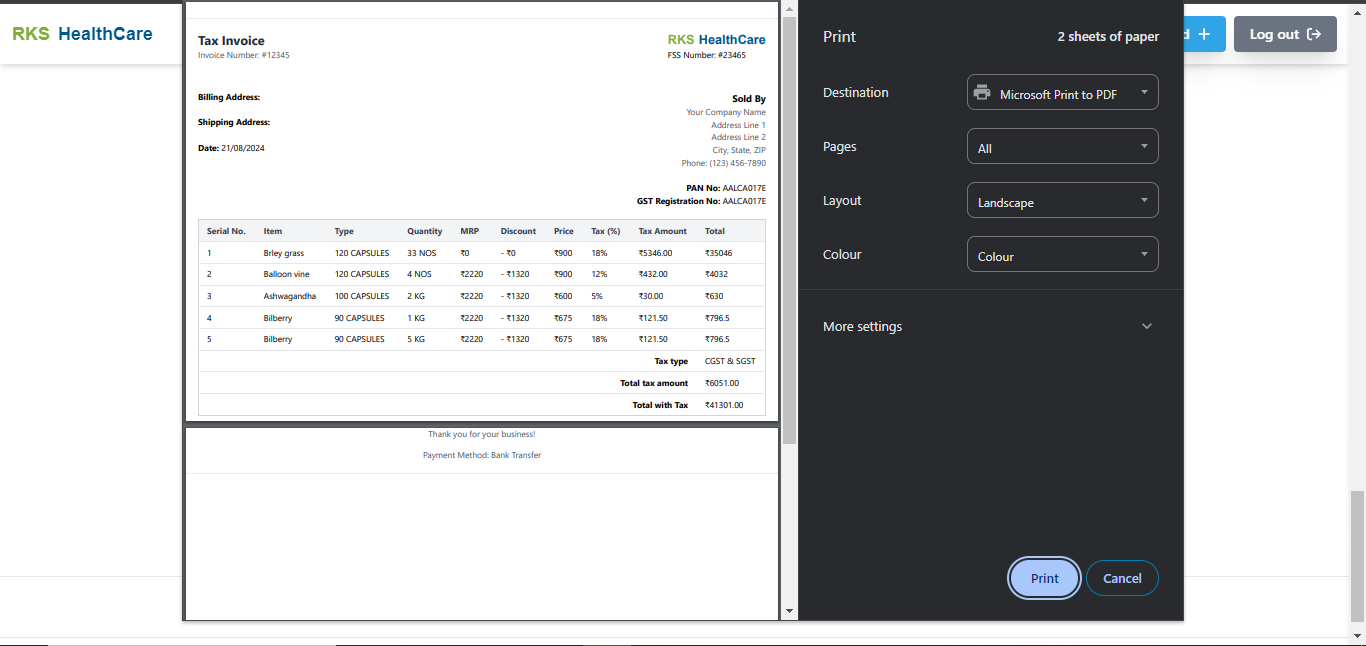 RKS HealthCare
Tax Invoice
Invoice Number: #12345
RKS HealthCare
FSS Number: #23465
Billing Address:
Shipping Address:
Date: 21/08/2024
Sold By
Your Company Name
Address Line 1
Address Line 2
City, State, ZIP
Phone: (123) 456-7890
PAN No: AALCA017E
GST Registration No: AALCA017E
Serial No. Item Type Quantity MRP Discount Price Tax (%) Tax Amount Total
1 Brley grass 120 CAPSULES 33 NOS ₹0 - ₹0 ₹900 18% ₹5346.00 ₹35046
2 Balloon vine 120 CAPSULES 4 NOS ₹2220 - ₹1320 ₹900 12% ₹432.00 ₹4032
3 Ashwagandha 100 CAPSULES 2 KG ₹2220 - ₹1320 ₹600 5% ₹30.00 ₹630
4 Bilberry 90 CAPSULES 1 KG ₹2220 - ₹1320 ₹675 18% ₹121.50 ₹796.5
5 Bilberry 90 CAPSULES 5 KG ₹2220 - ₹1320 ₹675 18% ₹121.50 ₹796.5
Tax type CGST & SGST
Total tax amount ₹6051.00
Total with Tax ₹41301.00
Thank you for your business!
Payment Method: Bank Transfer
Print 2 sheets of paper
Destination Microsoft Print to PDF
Pages All
Layout Landscape
Colour Colour
More settings
Print Cancel
d +
Log out